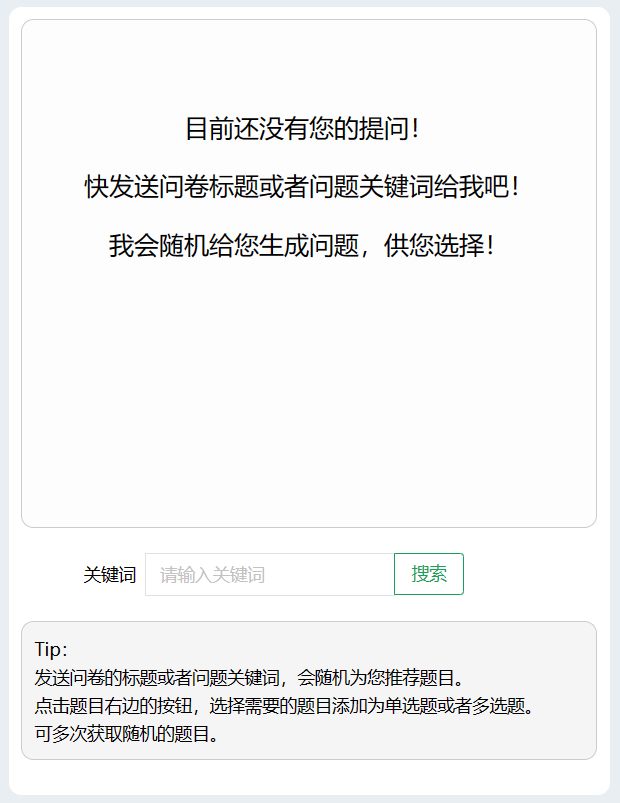 目前还没有您的提问！
快发送问卷标题或者问题关键词给我吧！
我会随机给您生成问题，供您选择！
关键词 请输入关键词 搜索
Tip：
发送问卷的标题或者问题关键词，会随机为您推荐题目。
点击题目右边的按钮，选择需要的题目添加为单选题或者多选题。
可多次获取随机的题目。